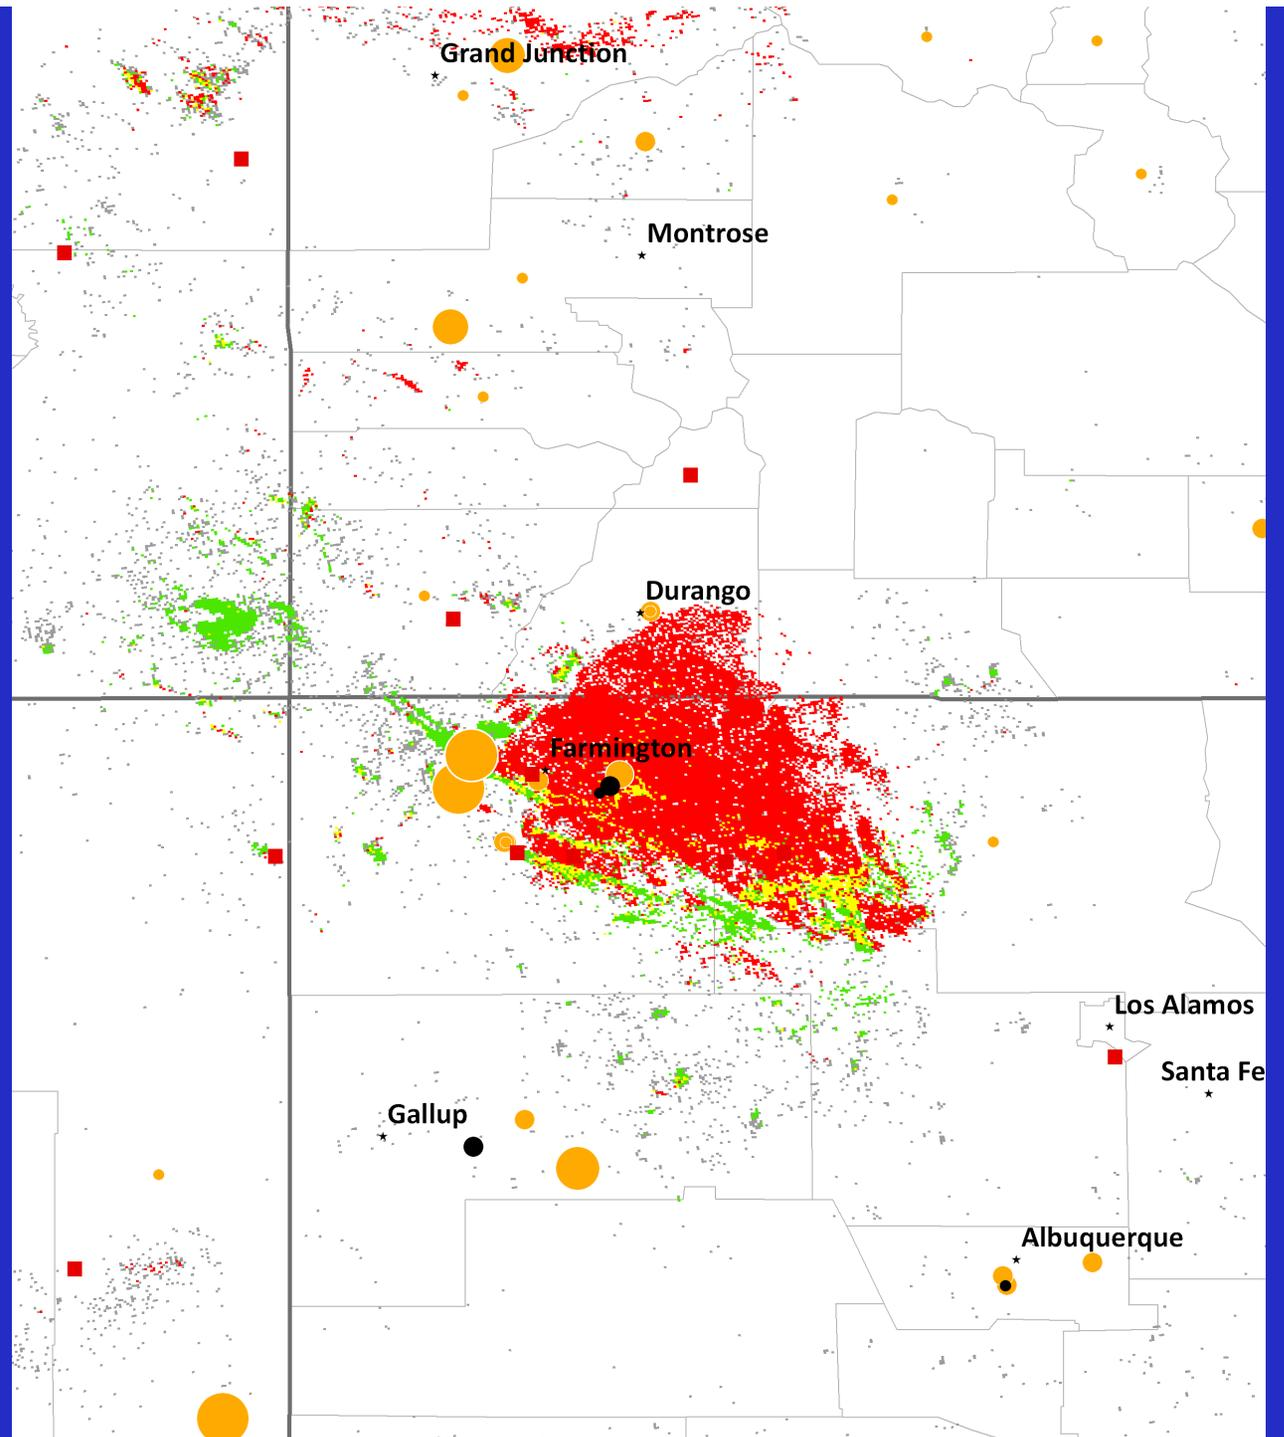 Grand Junction
Montrose
Durango
Farmington
Los Alamos
Santa Fe
Gallup
Albuquerque